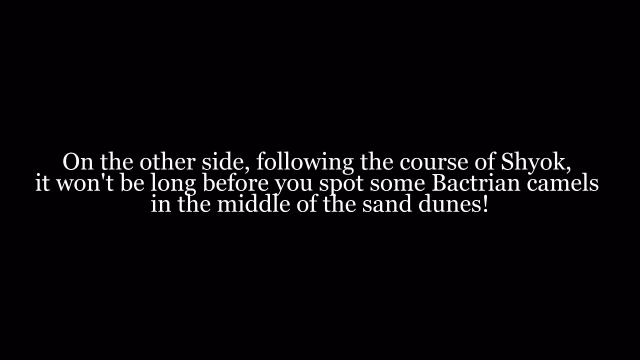 On the other side, following the course of Shyok,
it won't be long before you spot some Bactrian camels
in the middle of the sand dunes!